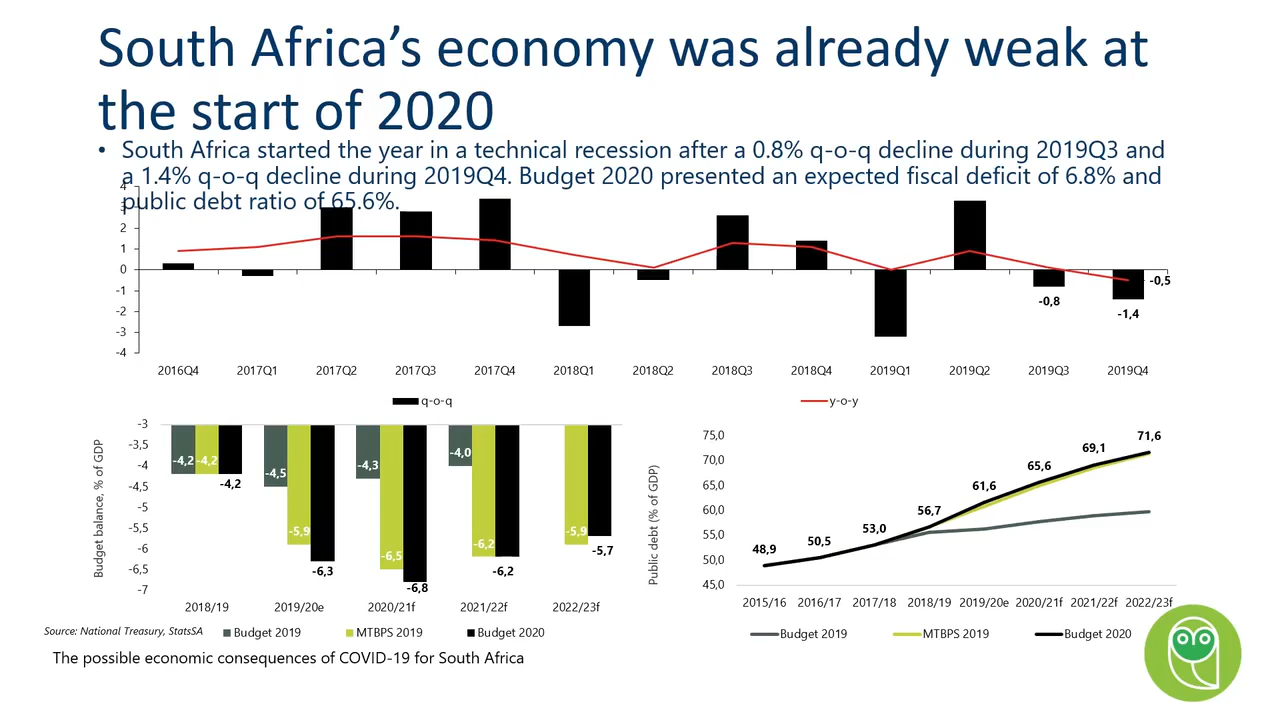 South Africa's economy was already weak at
the start of 2020
• South Africa started the year in a technical recession after a 0.8% q-o-q decline during 2019Q3 and
a 1.4% q-o-q decline during 2019Q4. Budget 2020 presented an expected fiscal deficit of 6.8% and
public debt ratio of 65.6%.
4
3
2
1
0
-1
-2
-3
-4
-0,5
-0,8
-1,4
2016Q4 2017Q1 2017Q2 2017Q3 2017Q4 2018Q1 2018Q2 2018Q3 2018Q4 2019Q1 2019Q2 2019Q3 2019Q4
q-o-q y-o-y
Budget balance, % of GDP
-3
-3,5
-4
-4,5
-5
-5,5
-6
-6,5
-7
-4,2 -4,2 -4,2
-4,5 -5,9 -6,3
-4,3 -6,5 -6,8
-4,0 -6,2 -6,2
-5,9 -5,7
2018/19 2019/20e 2020/21f 2021/22f 2022/23f
Budget 2019 MTBPS 2019 Budget 2020
Public debt (% of GDP)
75,0
70,0
65,0
60,0
55,0
50,0
45,0
48,9 50,5 53,0 56,7 61,6 65,6 69,1 71,6
2015/16 2016/17 2017/18 2018/19 2019/20e 2020/21f 2021/22f 2022/23f
Budget 2019 MTBPS 2019 Budget 2020
Source: National Treasury, StatsSA
The possible economic consequences of COVID-19 for South Africa